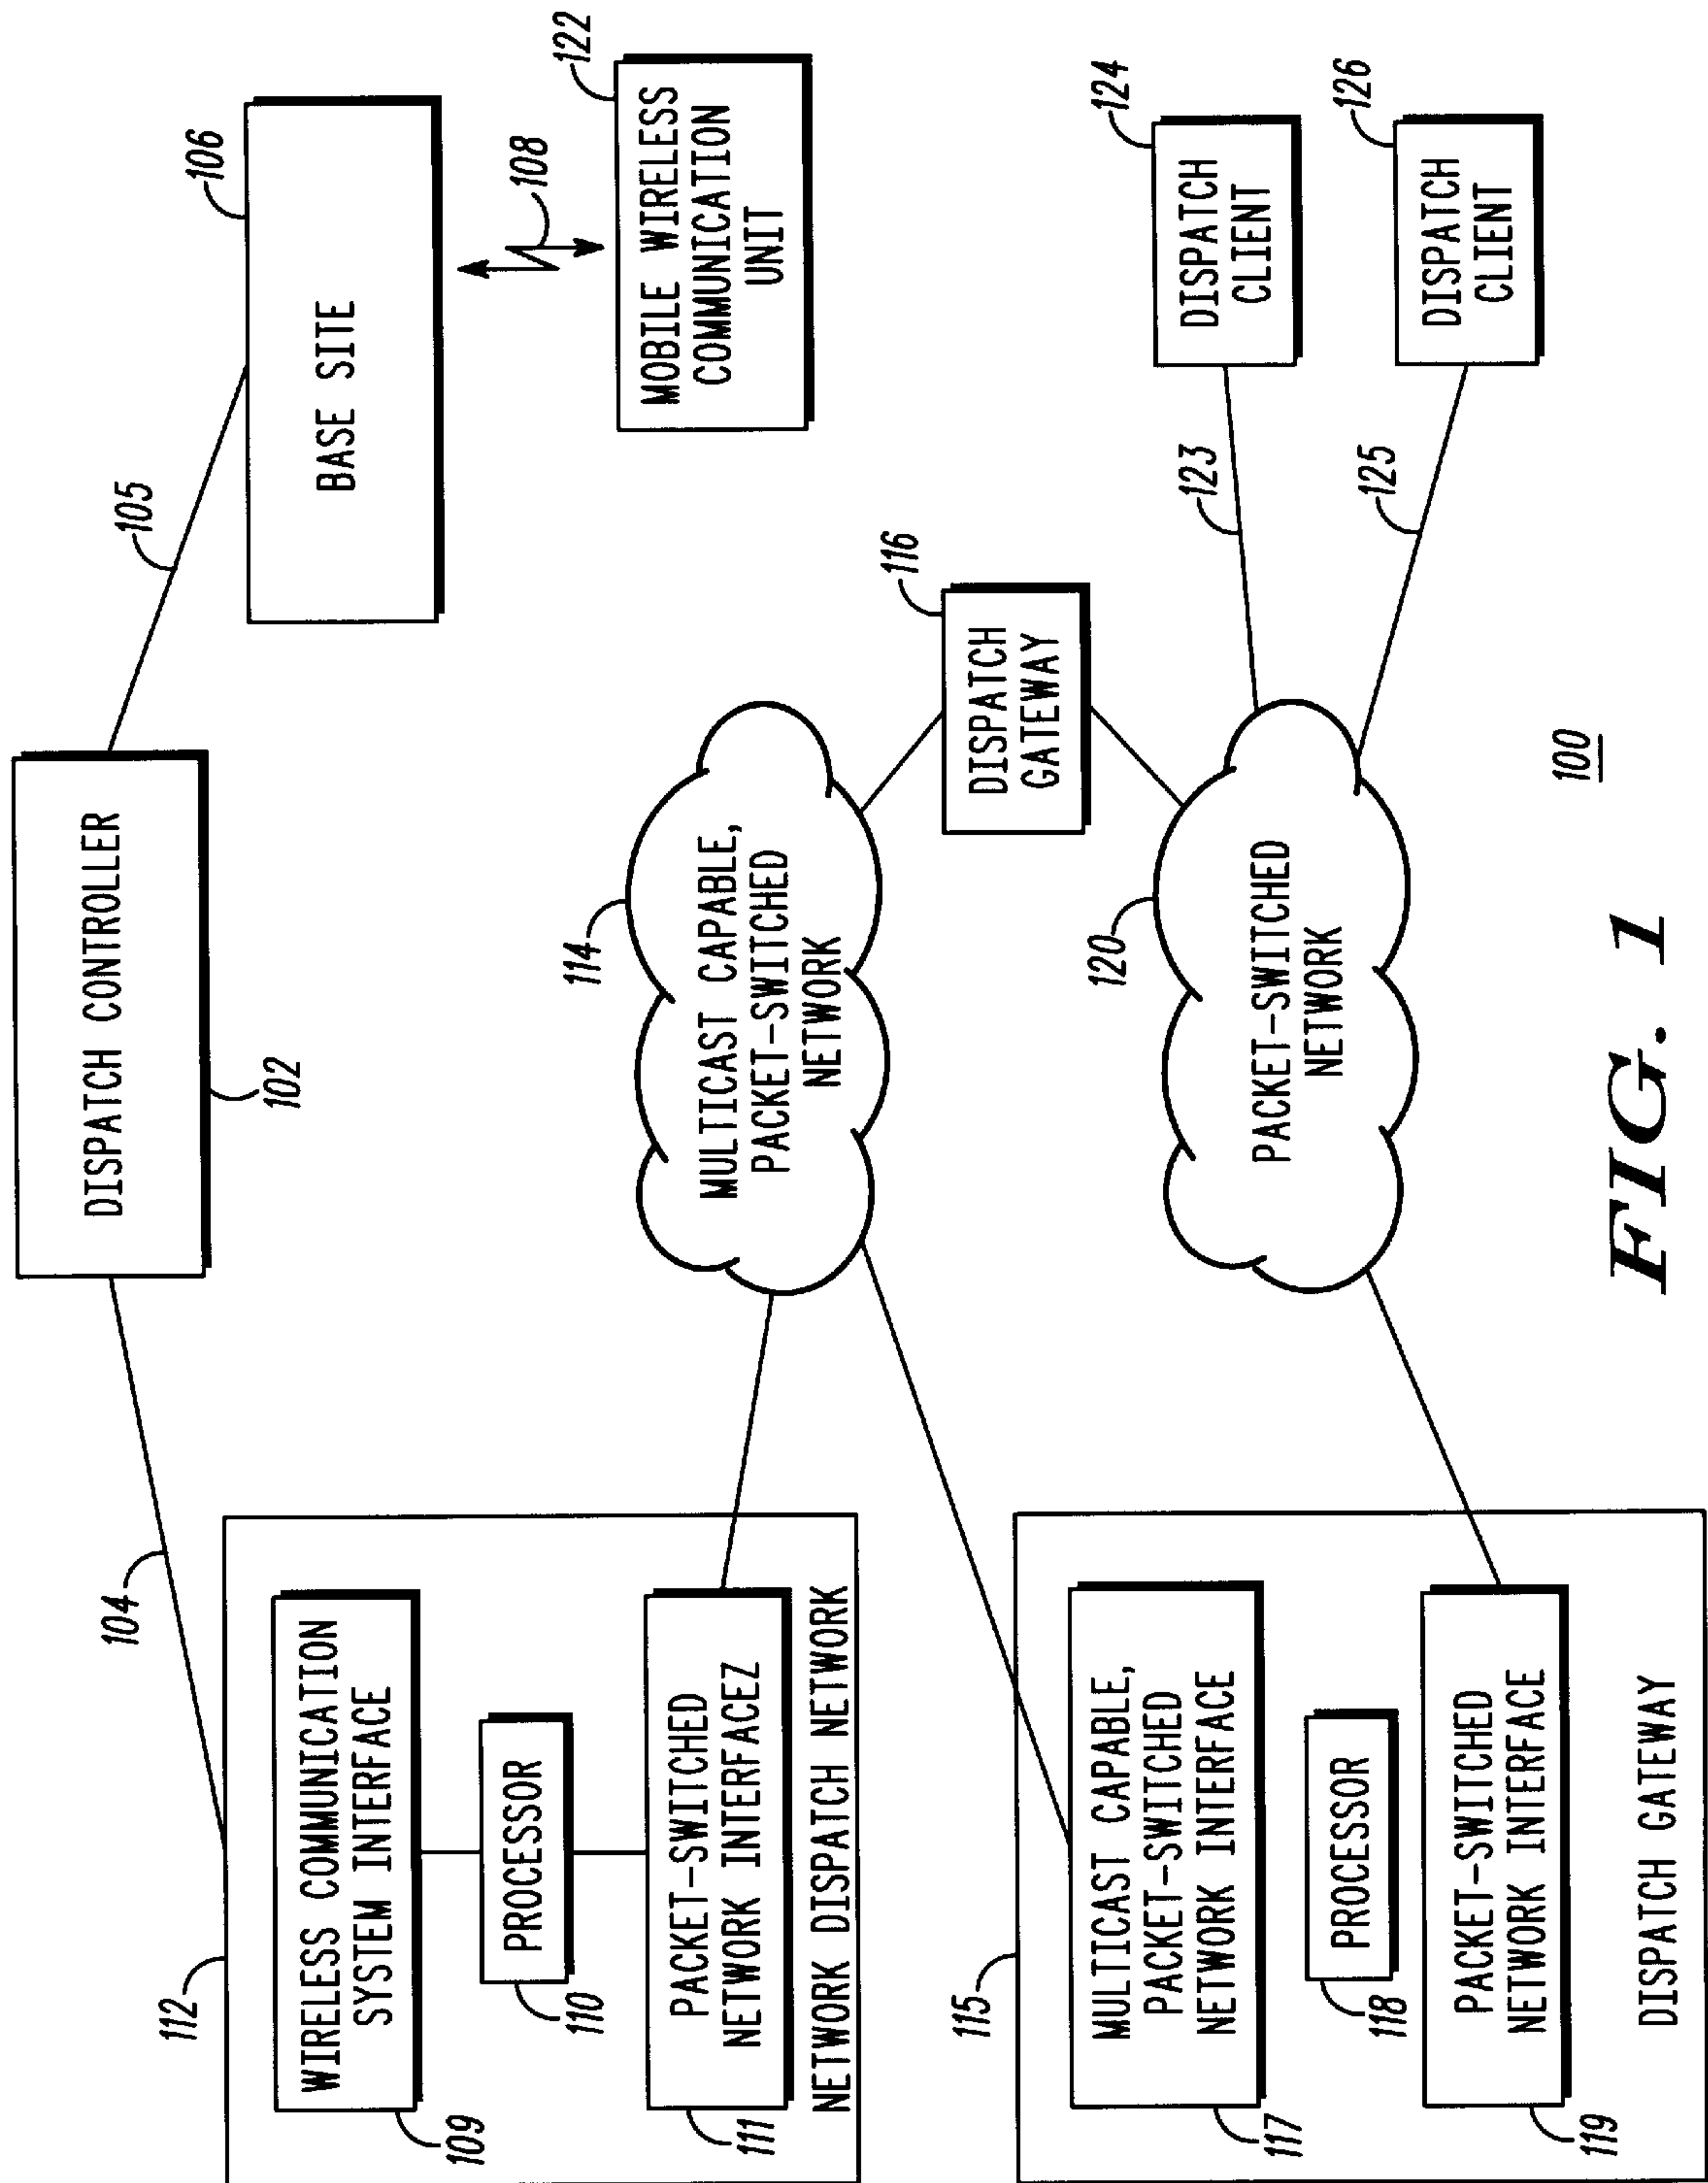 112
104
WIRELESS COMMUNICATION
SYSTEM INTERFACE
109
PROCESSOR
110
PACKET-SWITCHED
NETWORK INTERFACEZ
111
NETWORK DISPATCH NETWORK
DISPATCH CONTROLLER
102
105
106
BASE SITE
108
122
MOBILE WIRELESS
COMMUNICATION
UNIT
114
MULTICAST CAPABLE,
PACKET-SWITCHED
NETWORK
116
DISPATCH
GATEWAY
115
MULTICAST CAPABLE,
PACKET-SWITCHED
NETWORK INTERFACE
117
PROCESSOR
118
PACKET-SWITCHED
NETWORK INTERFACE
119
DISPATCH GATEWAY
120
PACKET-SWITCHED
NETWORK
123
124
DISPATCH
CLIENT
125
126
DISPATCH
CLIENT
100
FIG. 1